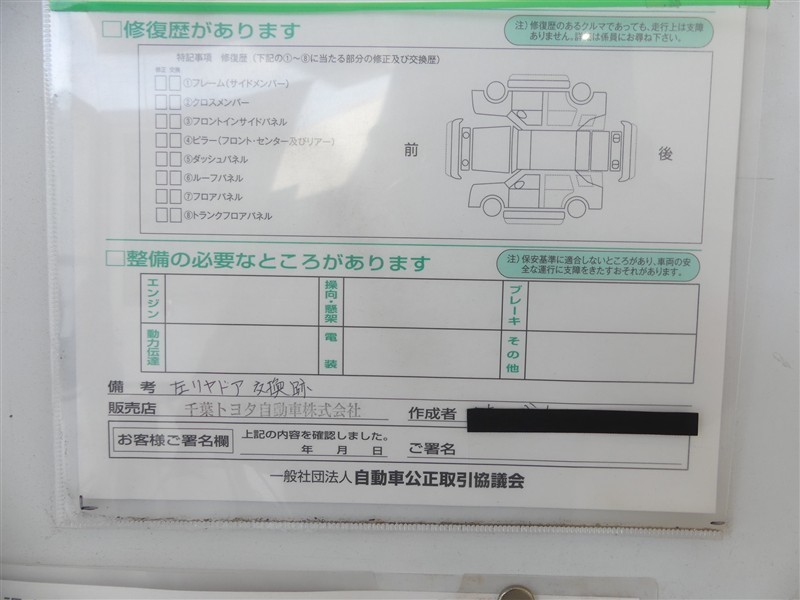 □修復歴があります
注）修復歴のあるクルマであっても、走行上は支障
ありません。詳細は係員にお尋ね下さい。
特記事項 修復歴（下記の①～⑧に当たる部分の修正及び交換歴）
修正 交換
①フレーム（サイドメンバー）
②クロスメンバー
③フロントインサイドパネル
④ピラー（フロント・センター及びリアー）
⑤ダッシュパネル
⑥ルーフパネル
⑦フロアパネル
⑧トランクフロアパネル
前
後
□整備の必要なところがあります
注）保安基準に適合しないところがあり、車両の安
全な運行に支障をきたすおそれがあります。
エンジン
操向・懸架
ブレーキ
動力伝達
電装
その他
備考 左リヤドア交換跡
販売店 千葉トヨタ自動車株式会社 作成者
お客様ご署名欄 上記の内容を確認しました。
年 月 日 ご署名
一般社団法人 自動車公正取引協議会